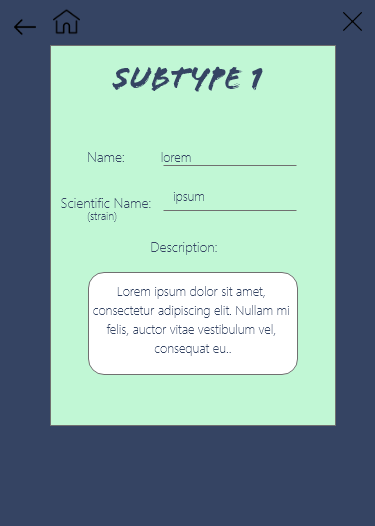 SUBTYPE 1
Name: lorem
Scientific Name: ipsum
(strain)
Description:
Lorem ipsum dolor sit amet,
consectetur adipiscing elit. Nullam mi
felis, auctor vitae vestibulum vel,
consequat eu..